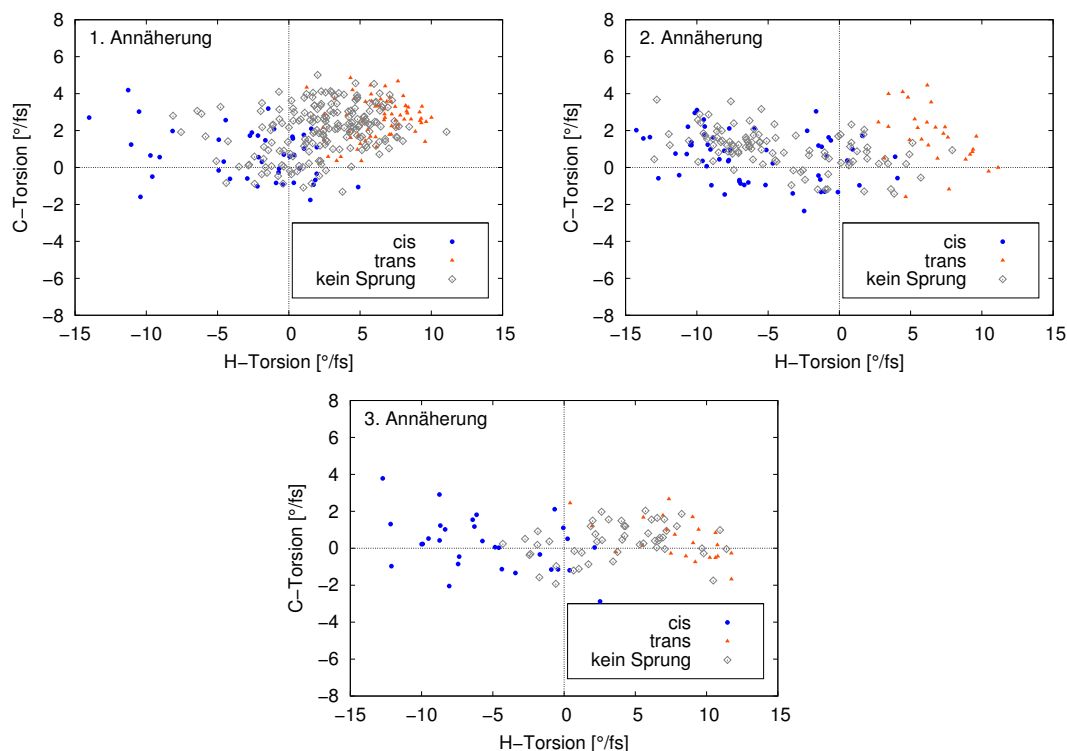 1. Annäherung
C−Torsion [°/fs]
8
6
4
2
0
−2
−4
−6
−8
cis
trans
kein Sprung
−15 −10 −5 0 5 10 15
H−Torsion [°/fs]
2. Annäherung
C−Torsion [°/fs]
8
6
4
2
0
−2
−4
−6
−8
cis
trans
kein Sprung
−15 −10 −5 0 5 10 15
H−Torsion [°/fs]
3. Annäherung
C−Torsion [°/fs]
8
6
4
2
0
−2
−4
−6
−8
cis
trans
kein Sprung
−15 −10 −5 0 5 10 15
H−Torsion [°/fs]